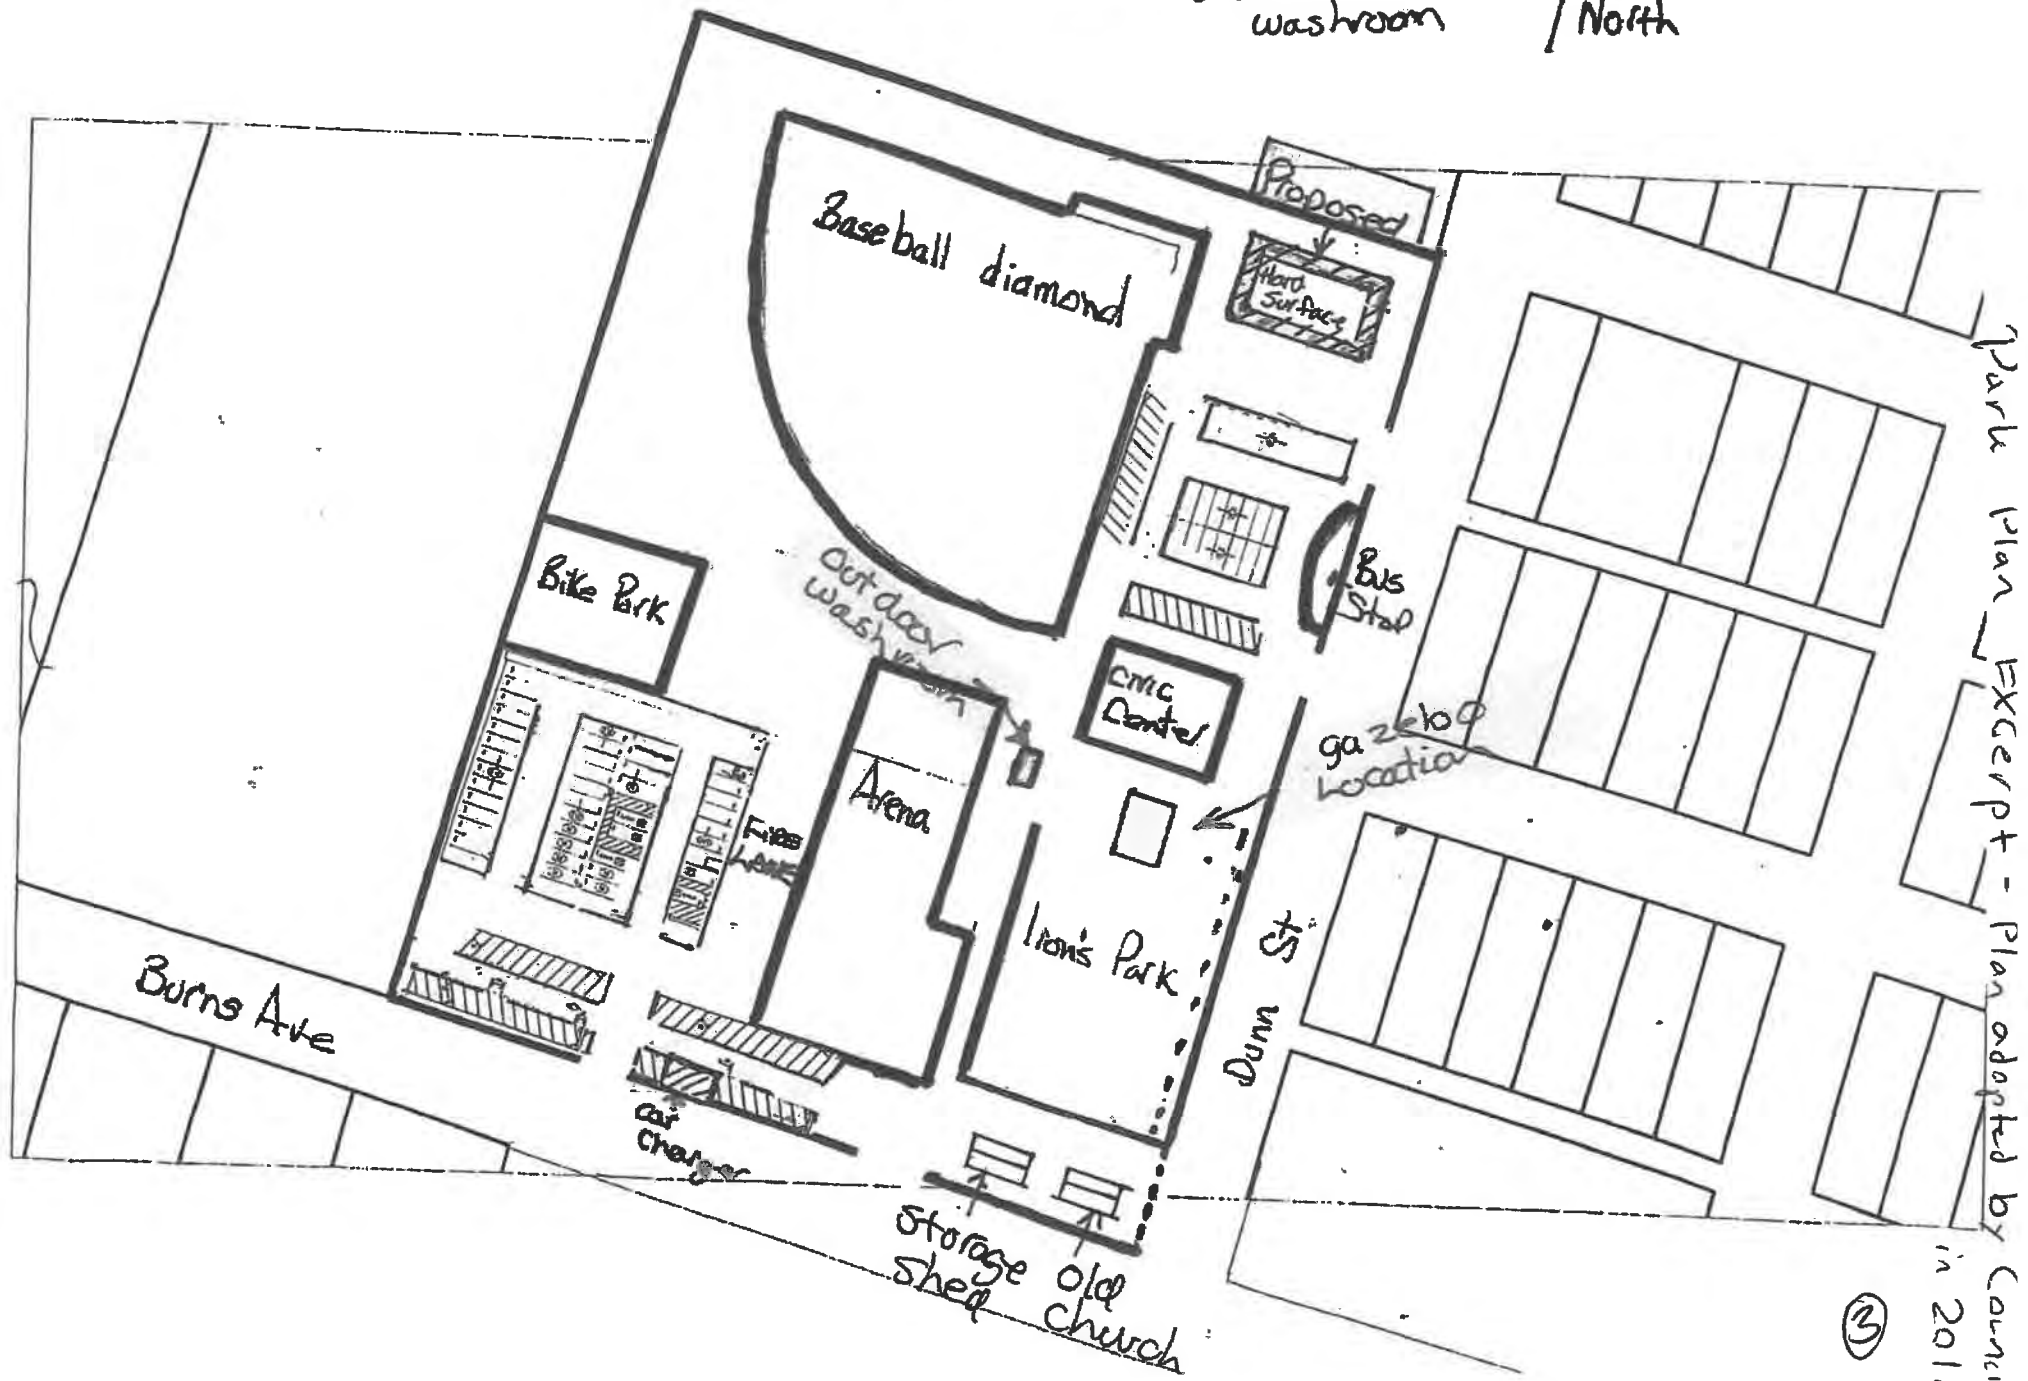 washroom
North
Proposed
Hard
Surface
Baseball diamond
Bike Park
Outdoor
washroom
Bus
Stop
Civic
Center
gazebo
Location
Arena
Fire
Lane
Lion's Park
Dunn St
Burns Ave
car
charger
Storage
Shed
Old
Church
Park Plan Excerpt - Plan adopted by
in 201
3